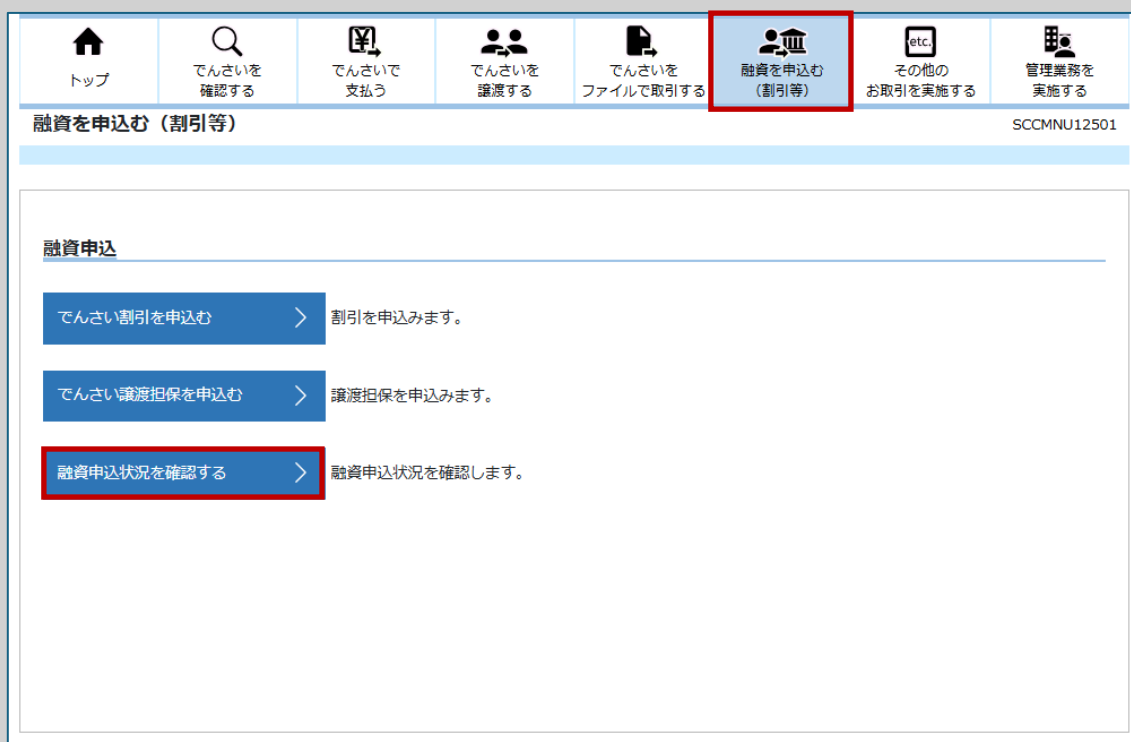 トップ
でんさいを
確認する
でんさいで
支払う
でんさいを
譲渡する
でんさいを
ファイルで取引する
融資を申込む
(割引等)
etc.
その他の
お取引を実施する
管理業務を
実施する
融資を申込む(割引等)
SCCMNU12501
融資申込
でんさい割引を申込む
割引を申込みます。
でんさい譲渡担保を申込む
譲渡担保を申込みます。
融資申込状況を確認する
融資申込状況を確認します。